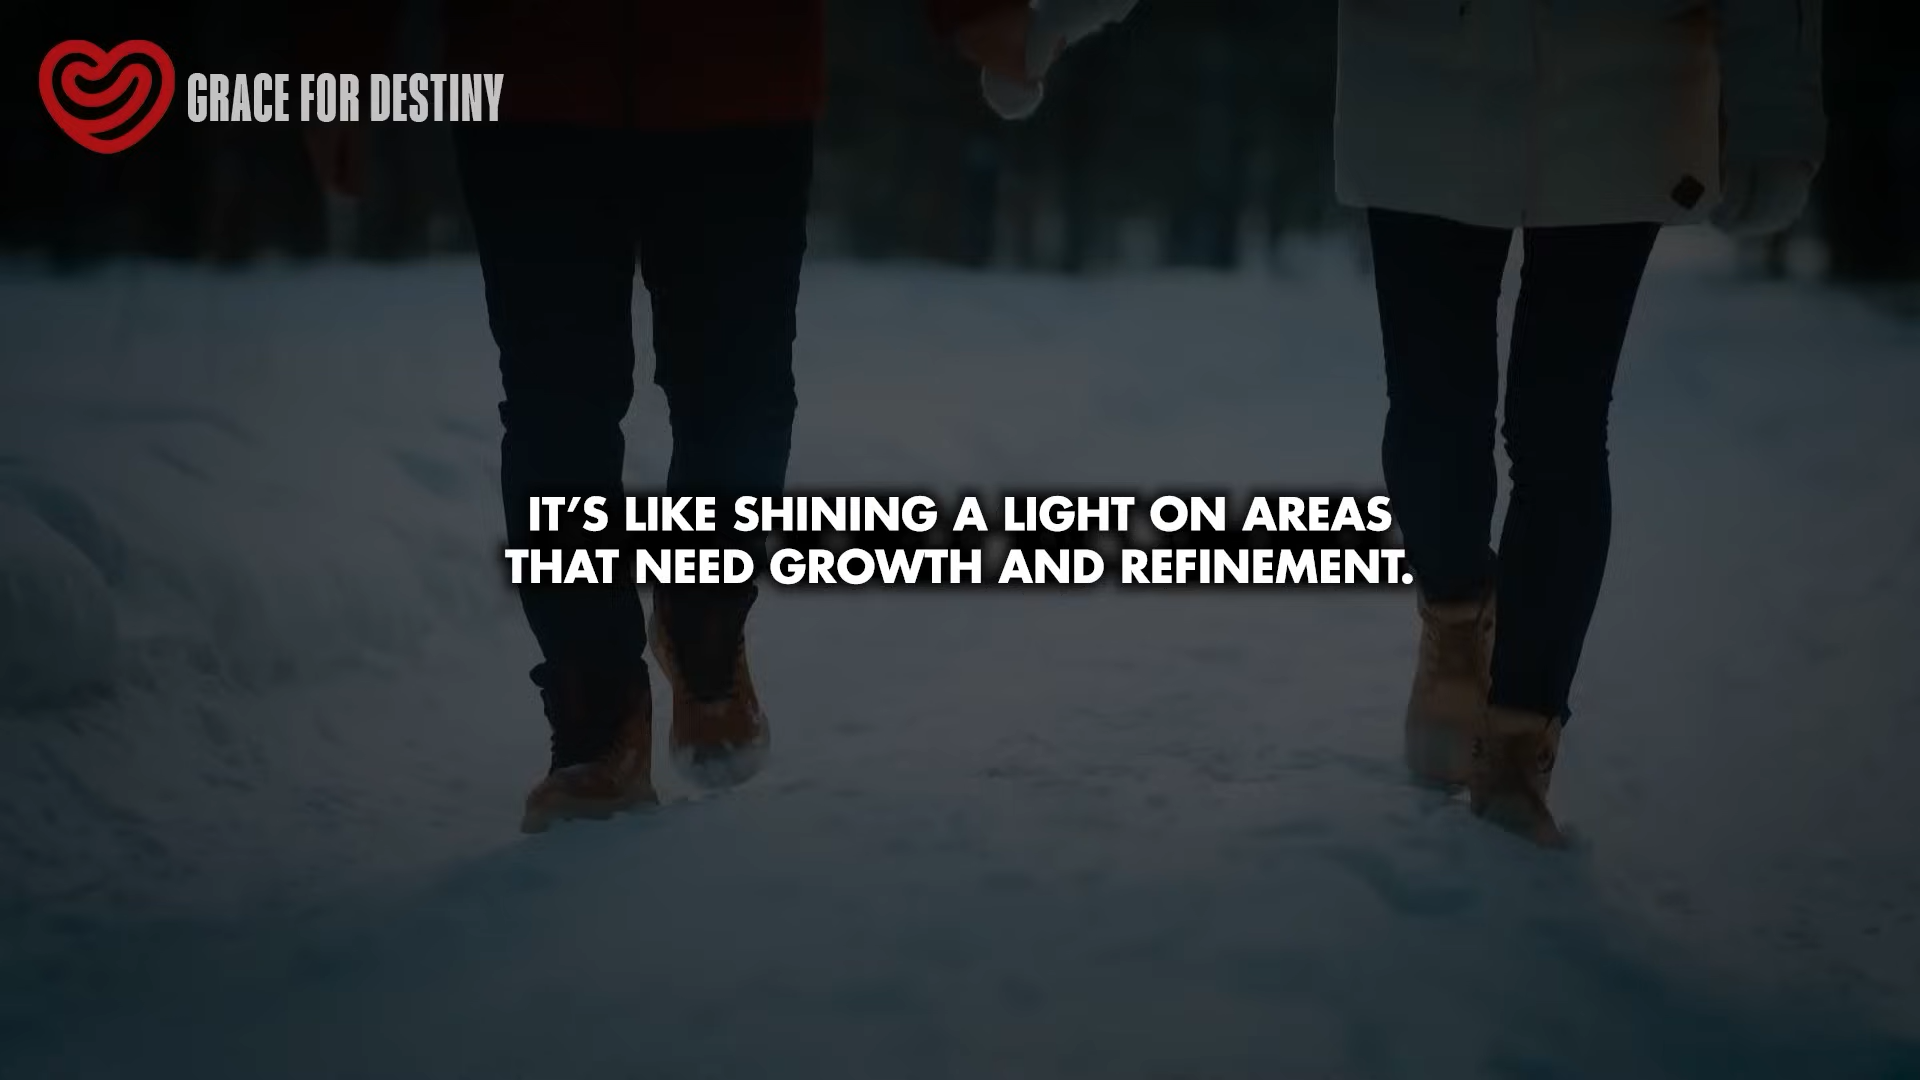 GRACE FOR DESTINY
IT’S LIKE SHINING A LIGHT ON AREAS
THAT NEED GROWTH AND REFINEMENT.